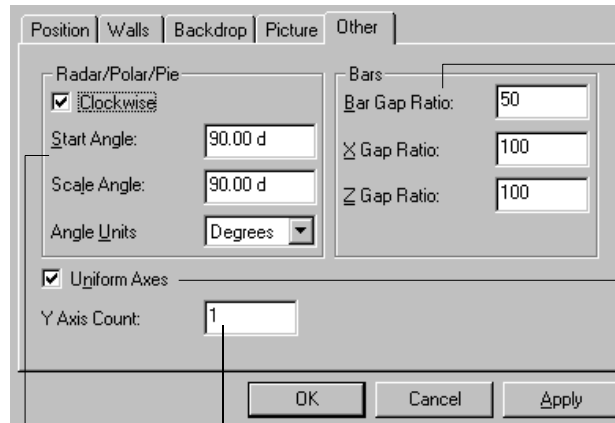 Position Walls Backdrop Picture Other
Radar/Polar/Pie
Clockwise
Start Angle: 90.00 d
Scale Angle: 90.00 d
Angle Units Degrees
Bars
Bar Gap Ratio: 50
X Gap Ratio: 100
Z Gap Ratio: 100
Uniform Axes
Y Axis Count: 1
OK Cancel Apply